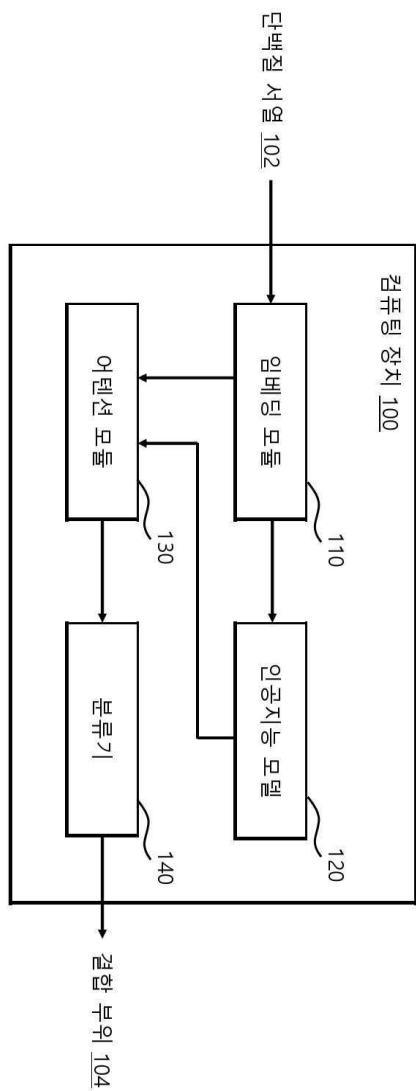 단백질 서열 102
컴퓨팅 장치 100
임베딩 모듈
110
인공지능 모델
120
어텐션 모듈
130
분류기
140
결합 부위 104